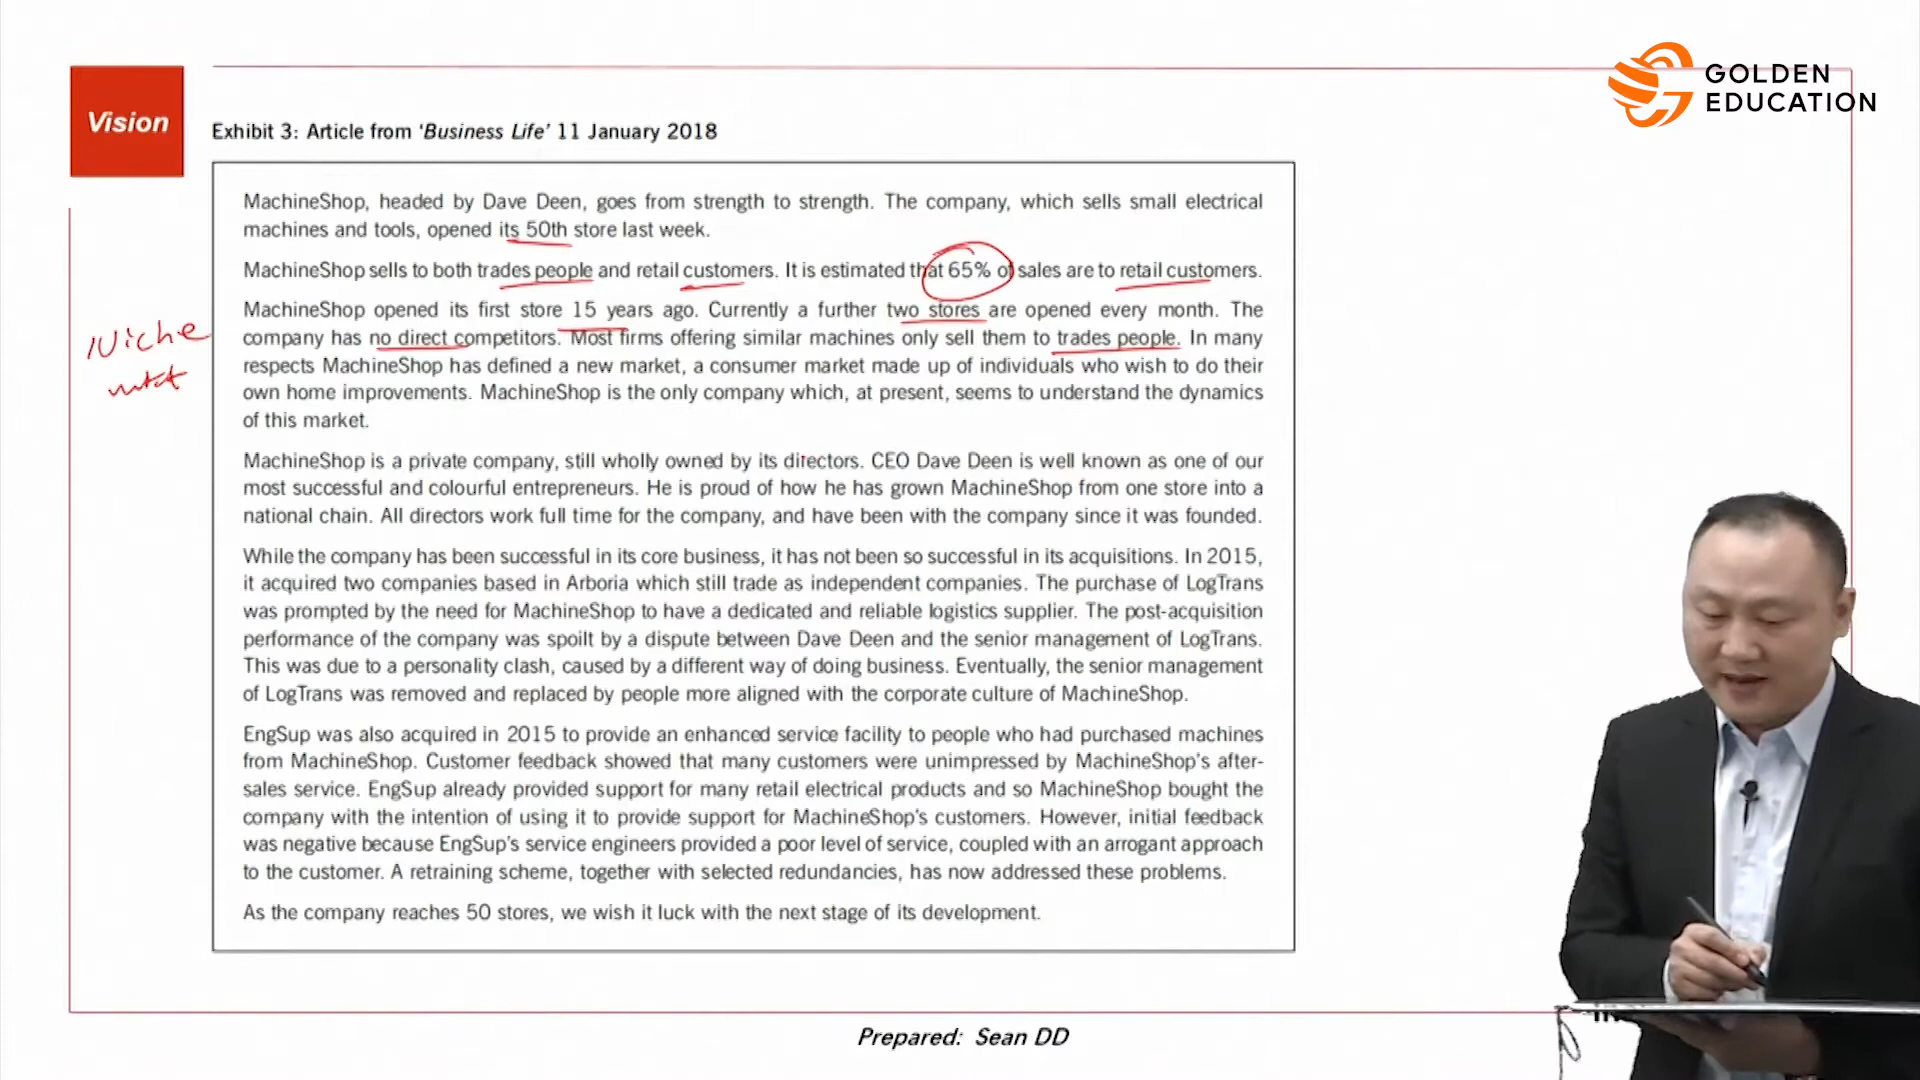 GOLDEN
EDUCATION
Vision
Exhibit 3: Article from ‘Business Life’ 11 January 2018
MachineShop, headed by Dave Deen, goes from strength to strength. The company, which sells small electrical
machines and tools, opened its 50th store last week.
MachineShop sells to both trades people and retail customers. It is estimated that 65% of sales are to retail customers.
MachineShop opened its first store 15 years ago. Currently a further two stores are opened every month. The
company has no direct competitors. Most firms offering similar machines only sell them to trades people. In many
respects MachineShop has defined a new market, a consumer market made up of individuals who wish to do their
own home improvements. MachineShop is the only company which, at present, seems to understand the dynamics
of this market.
Niche
mkt
MachineShop is a private company, still wholly owned by its directors. CEO Dave Deen is well known as one of our
most successful and colourful entrepreneurs. He is proud of how he has grown MachineShop from one store into a
national chain. All directors work full time for the company, and have been with the company since it was founded.
While the company has been successful in its core business, it has not been so successful in its acquisitions. In 2015,
it acquired two companies based in Arboria which still trade as independent companies. The purchase of LogTrans
was prompted by the need for MachineShop to have a dedicated and reliable logistics supplier. The post-acquisition
performance of the company was spoilt by a dispute between Dave Deen and the senior management of LogTrans.
This was due to a personality clash, caused by a different way of doing business. Eventually, the senior management
of LogTrans was removed and replaced by people more aligned with the corporate culture of MachineShop.
EngSup was also acquired in 2015 to provide an enhanced service facility to people who had purchased machines
from MachineShop. Customer feedback showed that many customers were unimpressed by MachineShop's after-
sales service. EngSup already provided support for many retail electrical products and so MachineShop bought the
company with the intention of using it to provide support for MachineShop's customers. However, initial feedback
was negative because EngSup's service engineers provided a poor level of service, coupled with an arrogant approach
to the customer. A retraining scheme, together with selected redundancies, has now addressed these problems.
As the company reaches 50 stores, we wish it luck with the next stage of its development.
Prepared: Sean DD